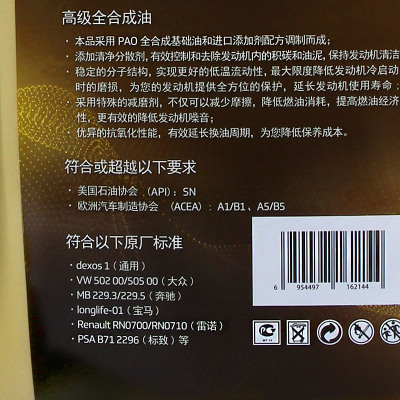 高级全合成油
· 本品采用 PAO 全合成基础油和进口添加剂配方调制而成；
· 添加清净分散剂，有效控制和去除发动机内的积碳和油泥，保持发动机清洁
· 稳定的分子结构，实现更好的低温流动性，最大限度降低发动机冷启动
时的磨损，为您的发动机提供全方位的保护，延长发动机使用寿命；
· 采用特殊的减磨剂，不仅可以减少摩擦，降低燃油消耗，提高燃油经济
性，更有效的降低发动机噪音；
· 优异的抗氧化性能，有效延长换油周期，为您降低保养成本。
符合或超越以下要求
· 美国石油协会 （API）：SN
· 欧洲汽车制造协会 （ACEA）：A1/B1、A5/B5
符合以下原厂标准
· dexos 1（通用）
· VW 502 00/505 00（大众）
· MB 229.3/229.5（奔驰）
· longlife-01（宝马）
· Renault RN0700/RN0710（雷诺）
· PSA B71 2296（标致）等
6 954497 162144